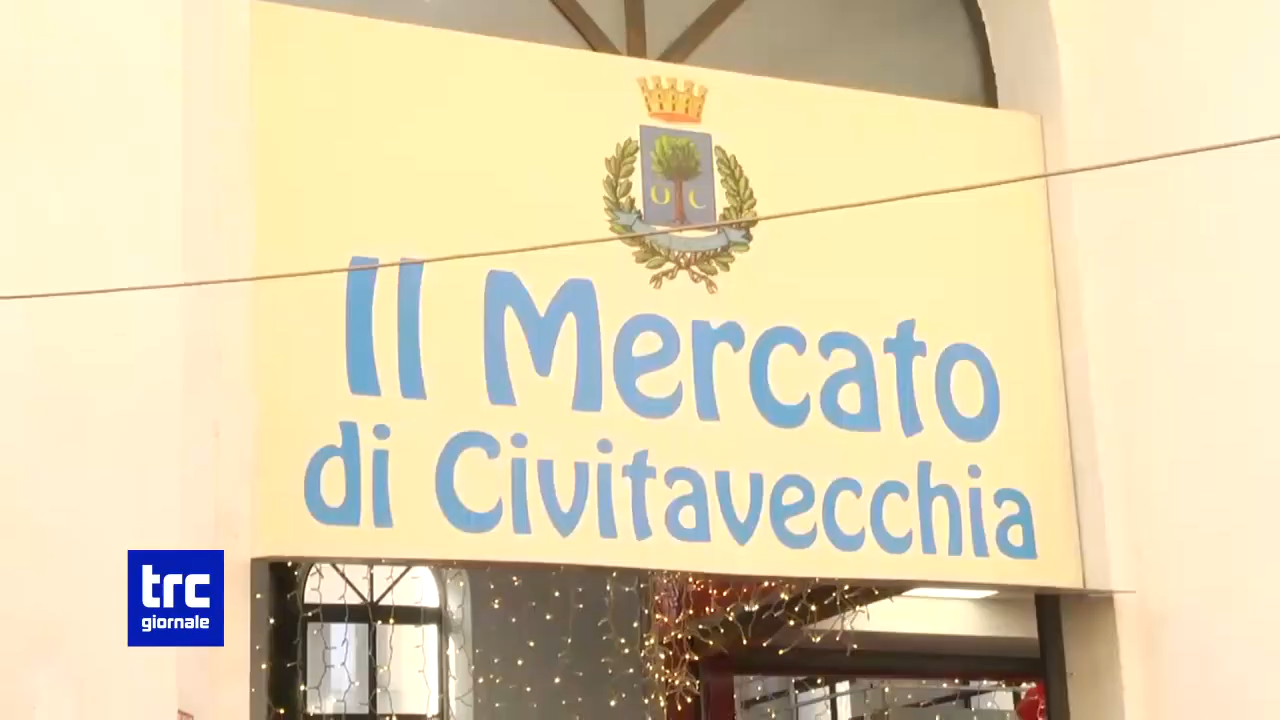 O C
Il Mercato
di Civitavecchia
trc
giornale